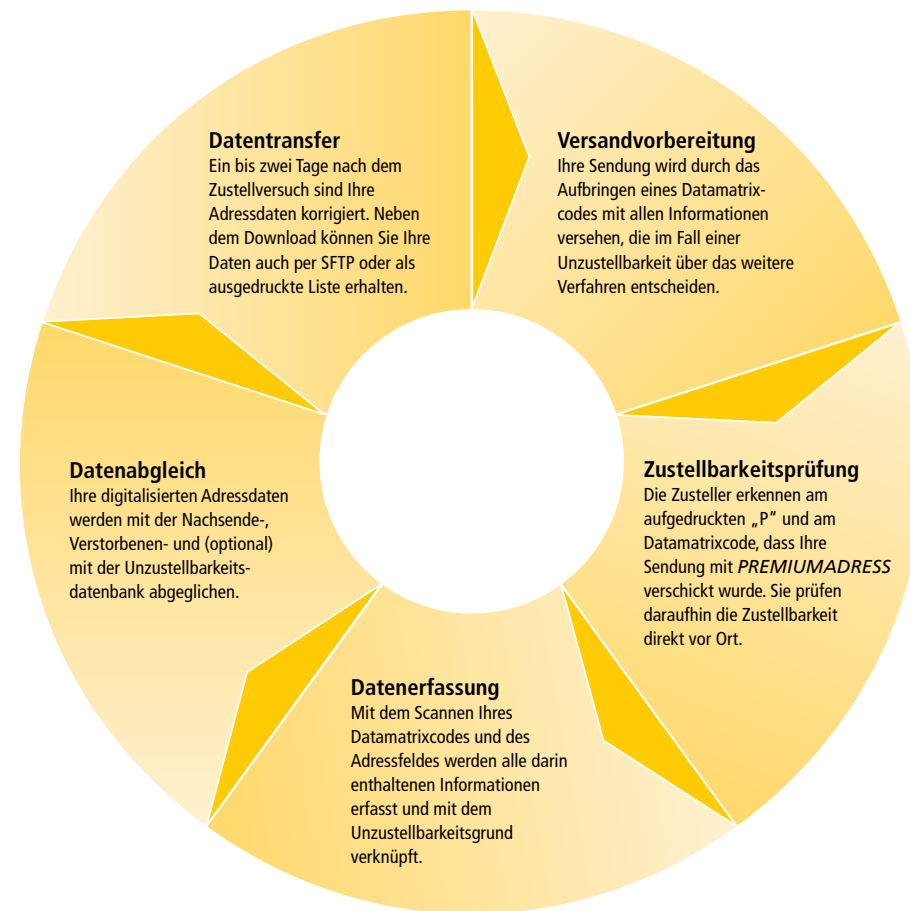 Datentransfer
Ein bis zwei Tage nach dem
Zustellversuch sind Ihre
Adressdaten korrigiert. Neben
dem Download können Sie Ihre
Daten auch per SFTP oder als
ausgedruckte Liste erhalten.
Versandvorbereitung
Ihre Sendung wird durch das
Aufbringen eines Datamatrix-
codes mit allen Informationen
versehen, die im Fall einer
Unzustellbarkeit über das weitere
Verfahren entscheiden.
Datenabgleich
Ihre digitalisierten Adressdaten
werden mit der Nachsende-,
Verstorbenen- und (optional)
mit der Unzustellbarkeits-
datenbank abgeglichen.
Zustellbarkeitsprüfung
Die Zusteller erkennen am
aufgedruckten „P" und am
Datamatrixcode, dass Ihre
Sendung mit PREMIUMADRESS
verschickt wurde. Sie prüfen
daraufhin die Zustellbarkeit
direkt vor Ort.
Datenerfassung
Mit dem Scannen Ihres
Datamatrixcodes und des
Adressfeldes werden alle darin
enthaltenen Informationen
erfasst und mit dem
Unzustellbarkeitsgrund
verknüpft.